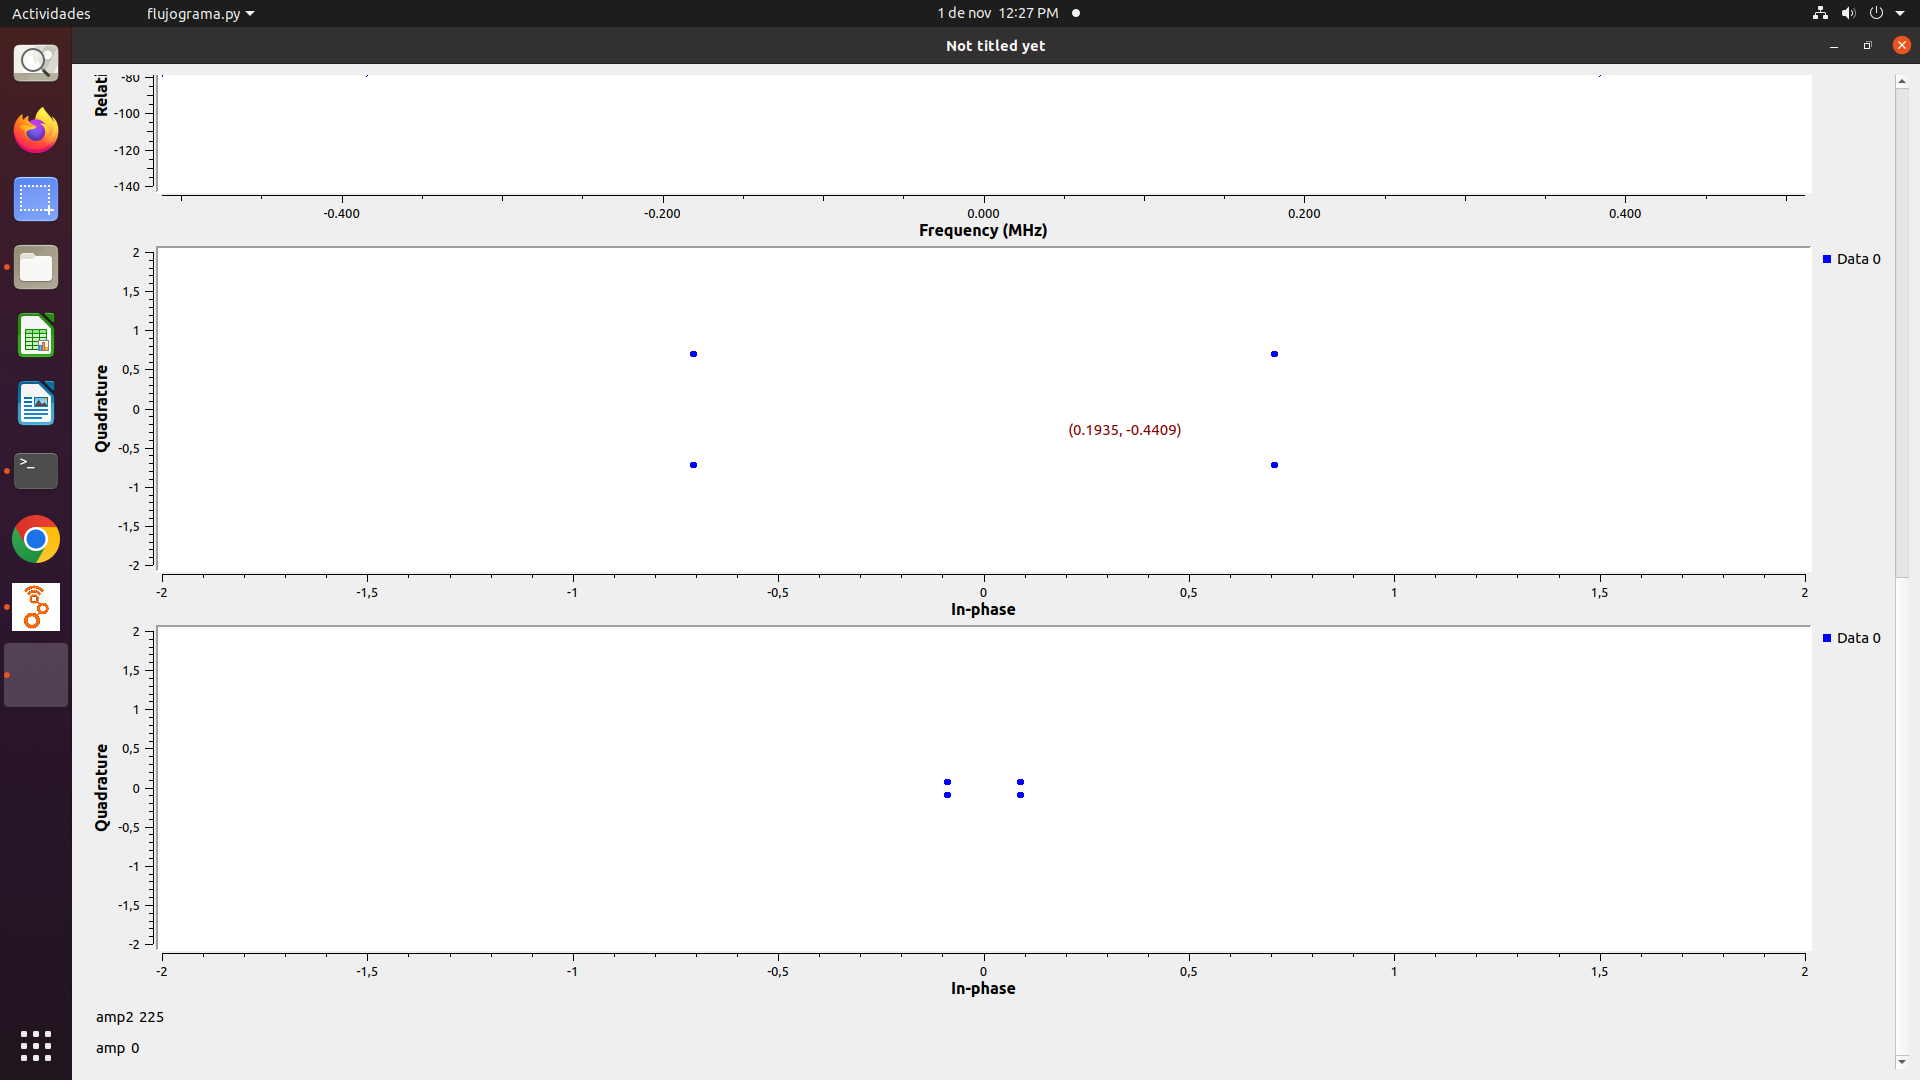 Actividades
flujograma.py
1 de nov 12:27 PM
Not titled yet
-80
-100
-120
-140
-0.400 -0.200 0.000 0.200 0.400
Frequency (MHz)
Quadrature
2
1,5
1
0,5
0
-0,5
-1
-1,5
-2
(0.1935, -0.4409)
Data 0
-2 -1,5 -1 -0,5 0 0,5 1 1,5 2
In-phase
Quadrature
2
1,5
1
0,5
0
-0,5
-1
-1,5
-2
Data 0
-2 -1,5 -1 -0,5 0 0,5 1 1,5 2
In-phase
amp2 225
amp 0